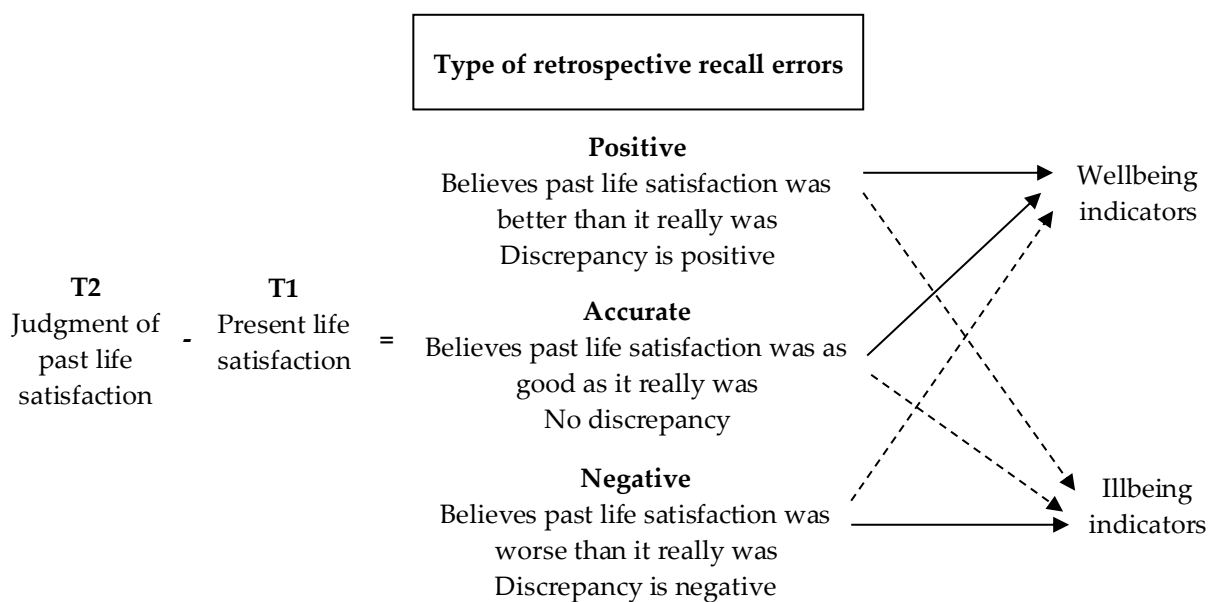 Type of retrospective recall errors
T2
Judgment of
past life
satisfaction
-
T1
Present life
satisfaction
=
Positive
Believes past life satisfaction was
better than it really was
Discrepancy is positive
Accurate
Believes past life satisfaction was as
good as it really was
No discrepancy
Negative
Believes past life satisfaction was
worse than it really was
Discrepancy is negative
Wellbeing
indicators
Illbeing
indicators